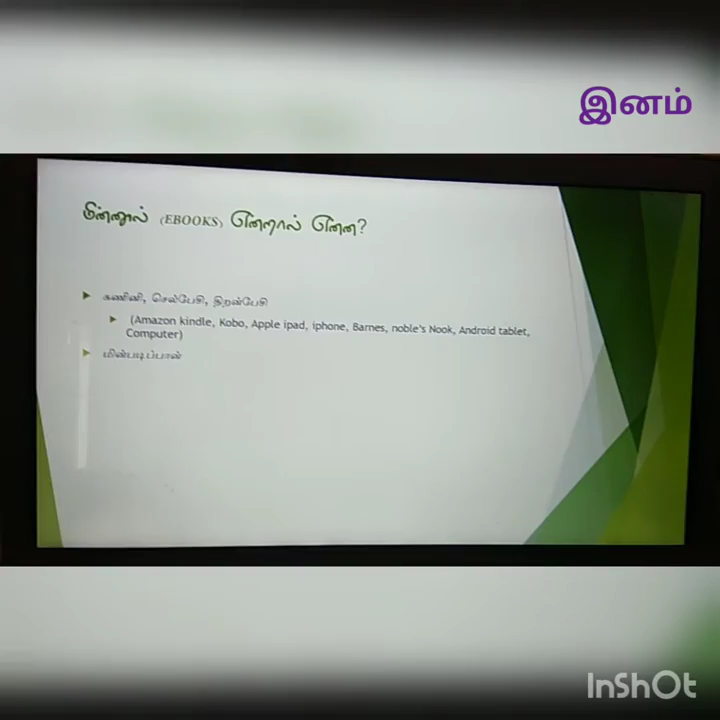 இனம்
மின்னூல் (EBOOKS) என்றால் என்ன?
கணினி, செல்பேசி, திறன்பேசி
(Amazon kindle, Kobo, Apple ipad, iphone, Barnes, noble's Nook, Android tablet,
Computer)
மின்படிப்பான்
InShOt